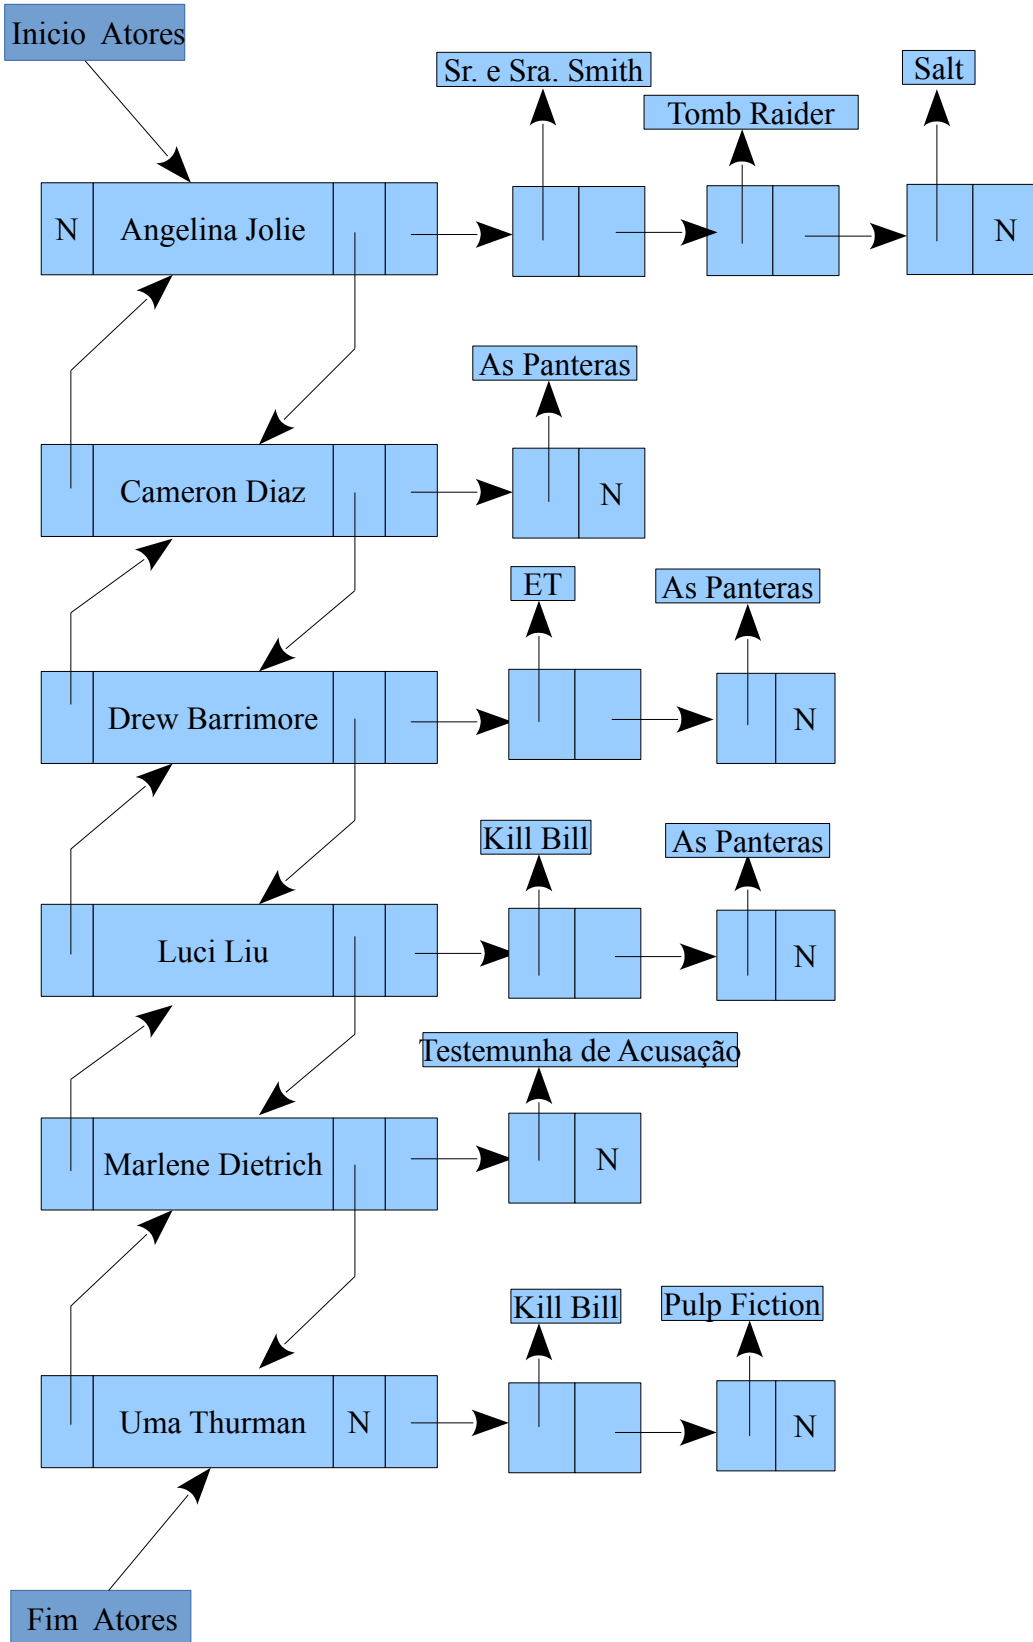 Inicio Atores
Sr. e Sra. Smith
Tomb Raider
Salt
N
Angelina Jolie
N
As Panteras
Cameron Diaz
N
ET
As Panteras
Drew Barrimore
N
Kill Bill
As Panteras
Luci Liu
N
Testemunha de Acusação
Marlene Dietrich
N
Kill Bill
Pulp Fiction
Uma Thurman
N
N
Fim Atores